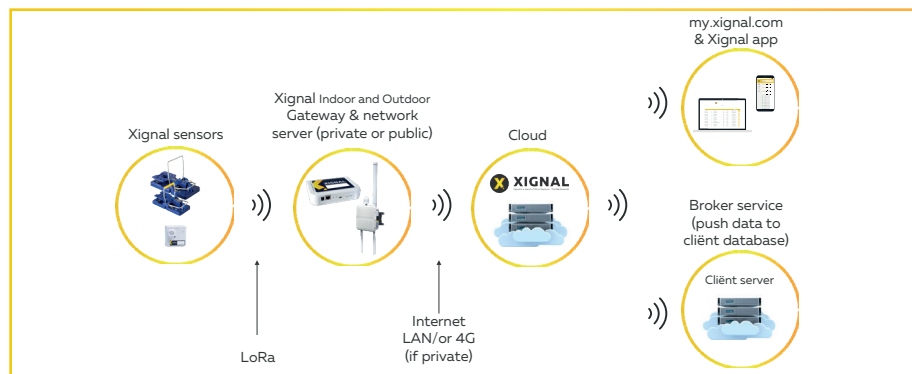 my.xignal.com
& Xignal app
Xignal Indoor and Outdoor
Gateway & network
server (private or public)
Xignal sensors
Cloud
XIGNAL
Broker service
(push data to
cliënt database)
Cliënt server
Internet
LAN/or 4G
(if private)
LoRa